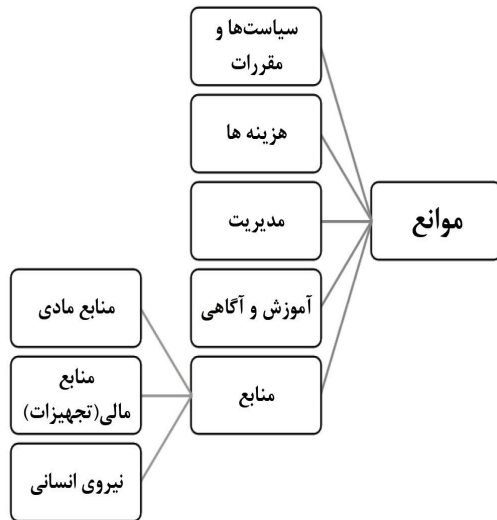 موانع
سیاست‌ها و
مقررات
هزینه ها
مدیریت
آموزش و آگاهی
منابع
منابع مادی
منابع
مالی(تجهیزات)
نیروی انسانی